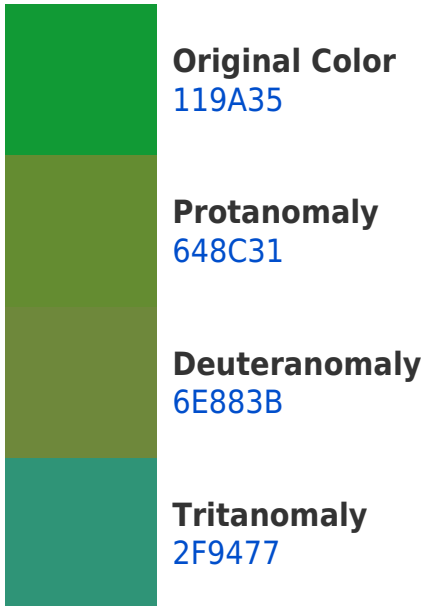 Original Color
119A35
Protanomaly
648C31
Deuteranomaly
6E883B
Tritanomaly
2F9477